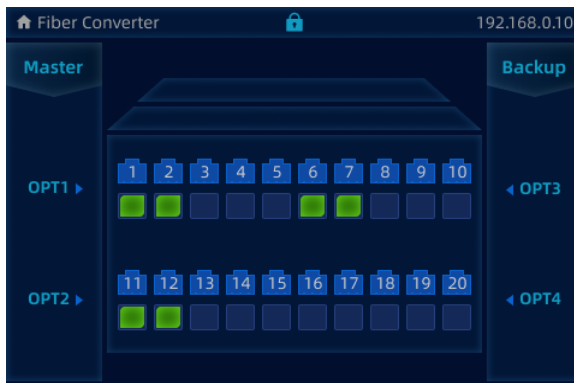 Fiber Converter 192.168.0.10
Master Backup
1 2 3 4 5 6 7 8 9 10
OPT1 OPT3
11 12 13 14 15 16 17 18 19 20
OPT2 OPT4